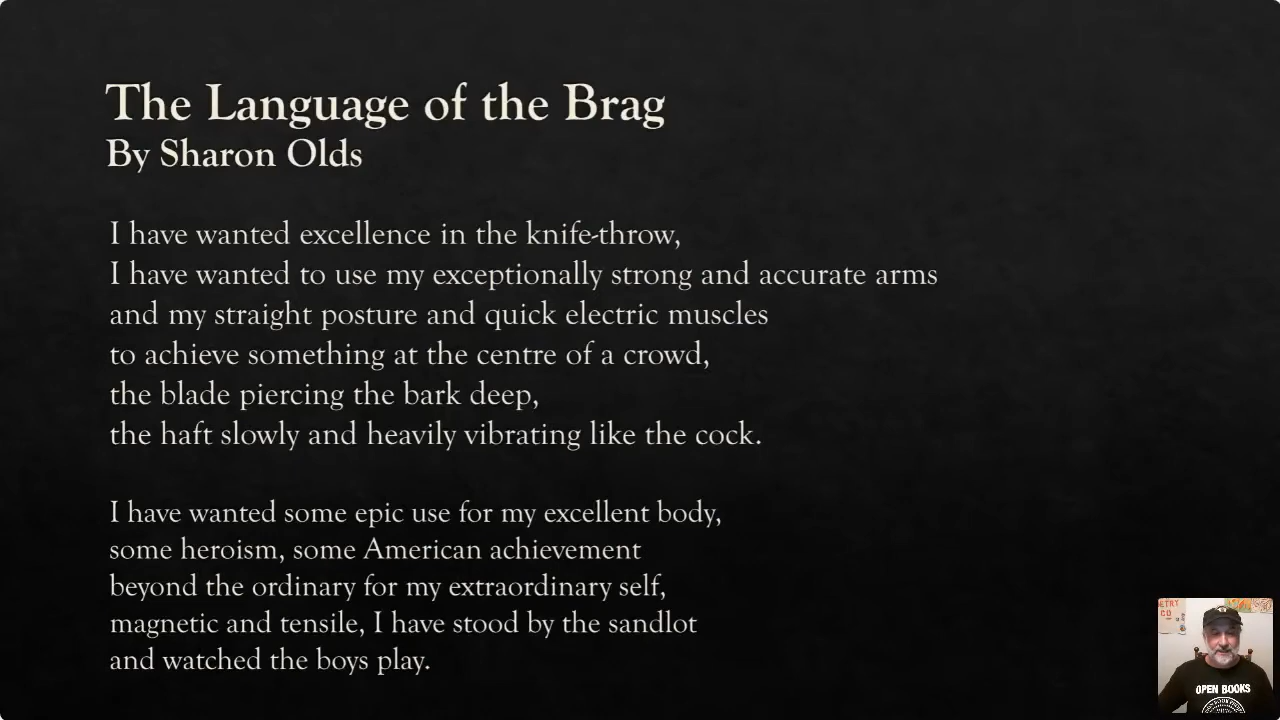 The Language of the Brag
By Sharon Olds
I have wanted excellence in the knife-throw,
I have wanted to use my exceptionally strong and accurate arms
and my straight posture and quick electric muscles
to achieve something at the centre of a crowd,
the blade piercing the bark deep,
the haft slowly and heavily vibrating like the cock.
I have wanted some epic use for my excellent body,
some heroism, some American achievement
beyond the ordinary for my extraordinary self,
magnetic and tensile, I have stood by the sandlot
and watched the boys play.
OPEN BOOKS